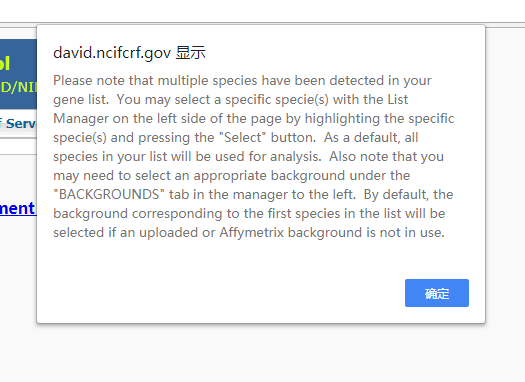 david.ncifcrf.gov 显示
Please note that multiple species have been detected in your
gene list.  You may select a specific specie(s) with the List
Manager on the left side of the page by highlighting the specific
specie(s) and pressing the "Select" button.  As a default, all
species in your list will be used for analysis.  Also note that you
may need to select an appropriate background under the
"BACKGROUNDS" tab in the manager to the left.  By default, the
background corresponding to the first species in the list will be
selected if an uploaded or Affymetrix background is not in use.
确定
ol
D/NI
f Serv
ment